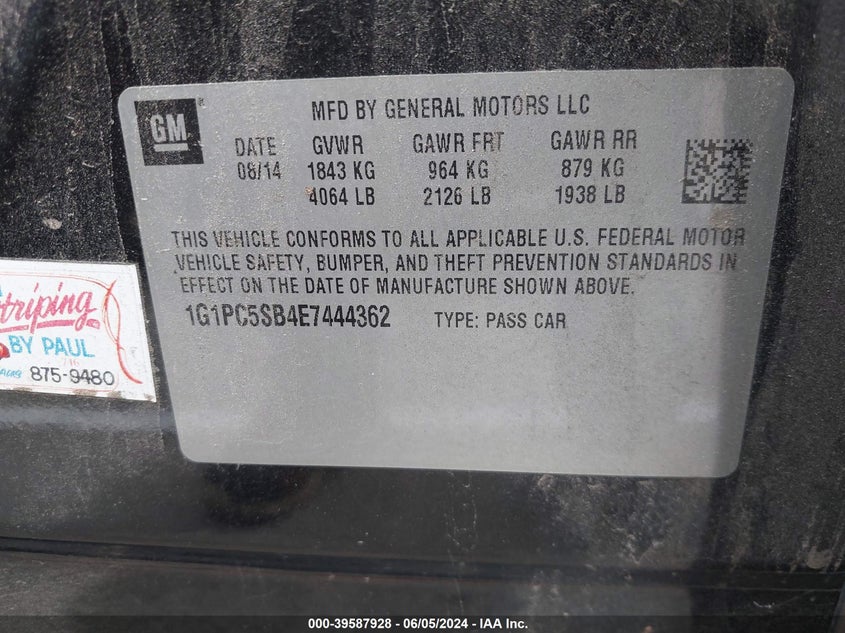 GM
MFD BY GENERAL MOTORS LLC
DATE GVWR GAWR FRT GAWR RR
08/14 1843 KG 964 KG 879 KG
4064 LB 2126 LB 1938 LB
THIS VEHICLE CONFORMS TO ALL APPLICABLE U.S. FEDERAL MOTOR
VEHICLE SAFETY, BUMPER, AND THEFT PREVENTION STANDARDS IN
EFFECT ON THE DATE OF MANUFACTURE SHOWN ABOVE.
1G1PC5SB4E7444362 TYPE: PASS CAR
striping
BY PAUL
875-9480
000-39587928 - 06/05/2024 - IAA Inc.